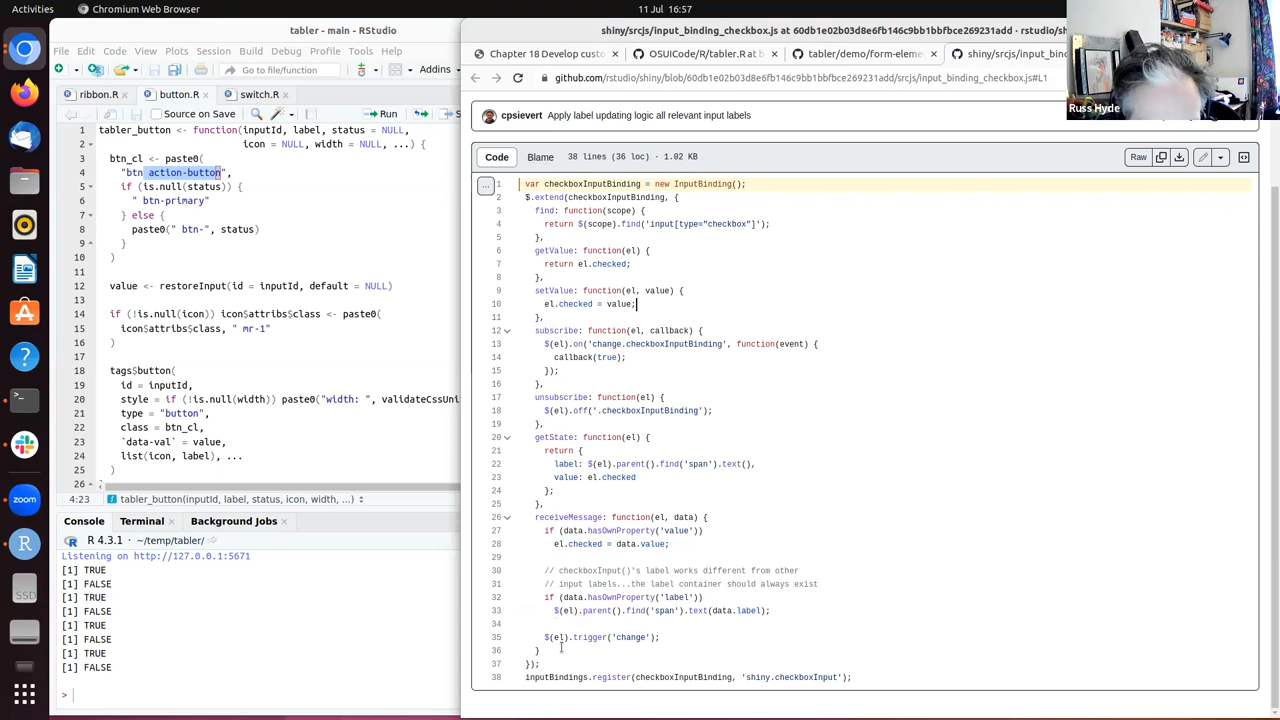 Activities
Chromium Web Browser
11 Jul 16:57
tabler - main - RStudio
File Edit Code View Plots Session Build Debug Profile Tools Help
Go to file/function
Addins
ribbon.R
button.R
switch.R
Source on Save
Run
1 tabler_button <- function(inputId, label, status = NULL,
2 icon = NULL, width = NULL, ...) {
3 btn_cl <- paste0(
4 "btn action-button",
5 if (is.null(status)) {
6 " btn-primary"
7 } else {
8 paste0(" btn-", status)
9 }
10 )
11
12 value <- restoreInput(id = inputId, default = NULL)
13
14 if (!is.null(icon)) icon$attribs$class <- paste0(
15 icon$attribs$class, " mr-1"
16 )
17
18 tags$button(
19 id = inputId,
20 style = if (!is.null(width)) paste0("width: ", validateCssUni
21 type = "button",
22 class = btn_cl,
23 `data-val` = value,
24 list(icon, label), ...
25 )
26 }
4:23 tabler_button(inputId, label, status, icon, width, ...)
Console Terminal Background Jobs
R 4.3.1 · ~/temp/tabler/
Listening on http://127.0.0.1:5671
[1] TRUE
[1] FALSE
[1] TRUE
[1] FALSE
[1] TRUE
[1] FALSE
[1] TRUE
[1] FALSE
>
zoom
SSD
shiny/srcjs/input_binding_checkbox.js at 60db1e02b03d8e6fb176c9bb1bbfbce269231add · rstudio/sh
Chapter 18 Develop custo
OSUICode/R/tabler.R at
tabler/demo/form-eleme
shiny/srcjs/input_bindin
github.com/rstudio/shiny/blob/60db1e02b03d8e6fb176c9bb1bbfbce269231add/srcjs/input_binding_checkbox.js#L1
Russ Hyde
cpsievert Apply label updating logic all relevant input labels
Code Blame 38 lines (36 loc) · 1.02 KB
Raw
1 var checkboxInputBinding = new InputBinding();
2 $.extend(checkboxInputBinding, {
3 find: function(scope) {
4 return $(scope).find('input[type="checkbox"]');
5 },
6 getValue: function(el) {
7 return el.checked;
8 },
9 setValue: function(el, value) {
10 el.checked = value;
11 },
12 subscribe: function(el, callback) {
13 $(el).on('change.checkboxInputBinding', function(event) {
14 callback(true);
15 });
16 },
17 unsubscribe: function(el) {
18 $(el).off('.checkboxInputBinding');
19 },
20 getState: function(el) {
21 return {
22 label: $(el).parent().find('span').text(),
23 value: el.checked
24 };
25 },
26 receiveMessage: function(el, data) {
27 if (data.hasOwnProperty('value'))
28 el.checked = data.value;
29
30 // checkboxInput()'s label works different from other
31 // input labels...the label container should always exist
32 if (data.hasOwnProperty('label'))
33 $(el).parent().find('span').text(data.label);
34
35 $(el).trigger('change');
36 }
37 });
38 inputBindings.register(checkboxInputBinding, 'shiny.checkboxInput');